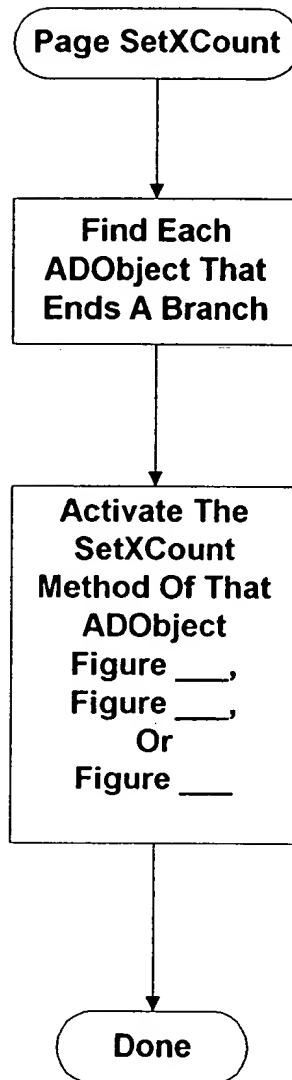 Page SetXCount
Find Each
ADObject That
Ends A Branch
Activate The
SetXCount
Method Of That
ADObject
Figure ___,
Figure ___,
Or
Figure ___
Done